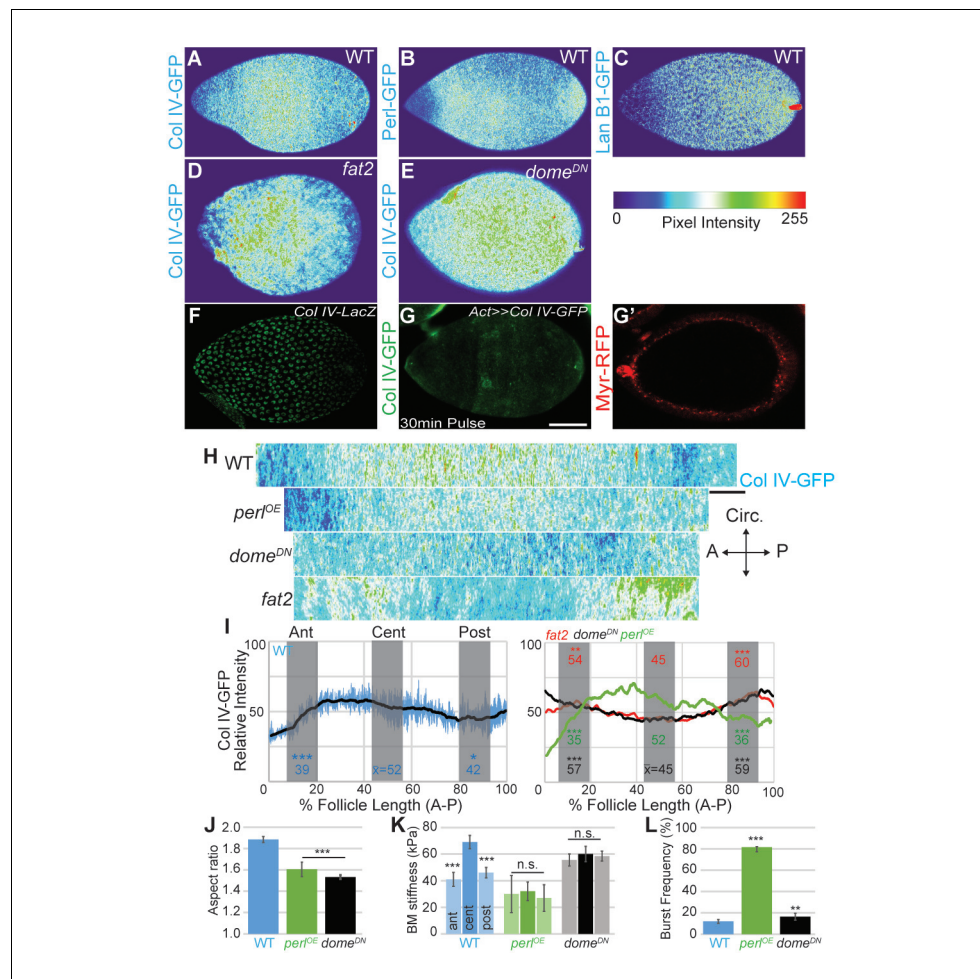 A WT
Col IV-GFP
B WT
Perl-GFP
C WT
Lan B1-GFP
D fat2
Col IV-GFP
E dome^DN
Col IV-GFP
0 255
Pixel Intensity
F Col IV-LacZ
G Act>>Col IV-GFP
Col IV-GFP
30min Pulse
G'
Myr-RFP
H
WT
Col IV-GFP
perl^OE
dome^DN
fat2
Circ.
A P
I
Ant Cent Post
WT
100
50
0
Col IV-GFP
Relative Intensity
***
39
x̄=52
*
42
0 20 40 60 80 100
% Follicle Length (A-P)
fat2 dome^DN perl^OE
100
50
0
**
54
45
***
60
***
35
52
***
36
***
57
x̄=45
***
59
0 20 40 60 80 100
% Follicle Length (A-P)
J
Aspect ratio
2.0
1.8
1.6
1.4
1.2
1.0
***
WT perl^OE dome^DN
K
BM stiffness (kPa)
80
60
40
20
0
*** ***
n.s. n.s.
ant cent post
WT perl^OE dome^DN
L
Burst Frequency (%)
100
80
60
40
20
0
***
**
WT perl^OE dome^DN